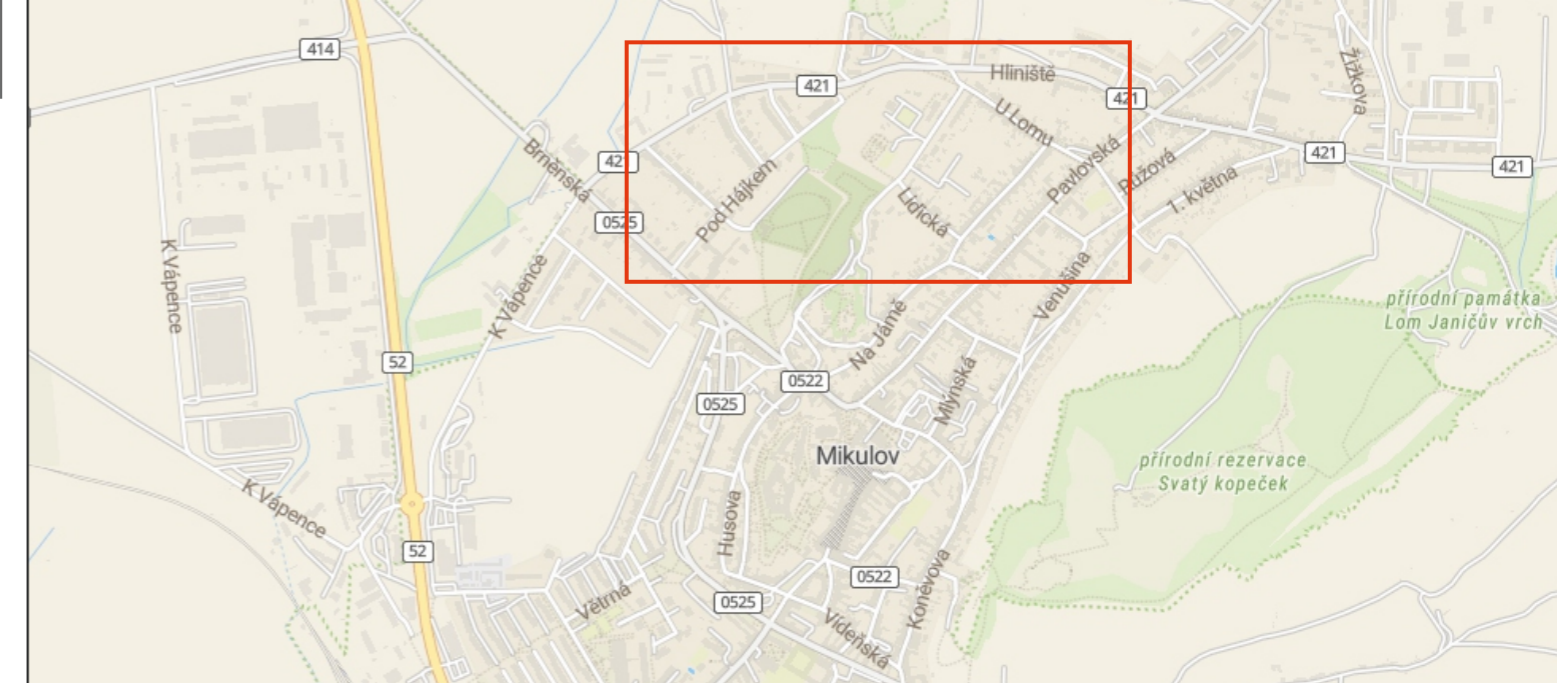 414
Hliniště
421
Žižkova
421
U Lomu
Brněnská
421
Pavlovská
421
421
Růžová
Pod Hájkem
Lidická
1. května
0525
K Vápence
K Vápence
Venušina
přírodní památka
Lom Janičův vrch
Na Jámě
52
0522
Mlýnská
0525
Mikulov
přírodní rezervace
Svatý kopeček
K Vápence
Husova
52
0522
Koněvova
Větrná
0525
Vídeňská